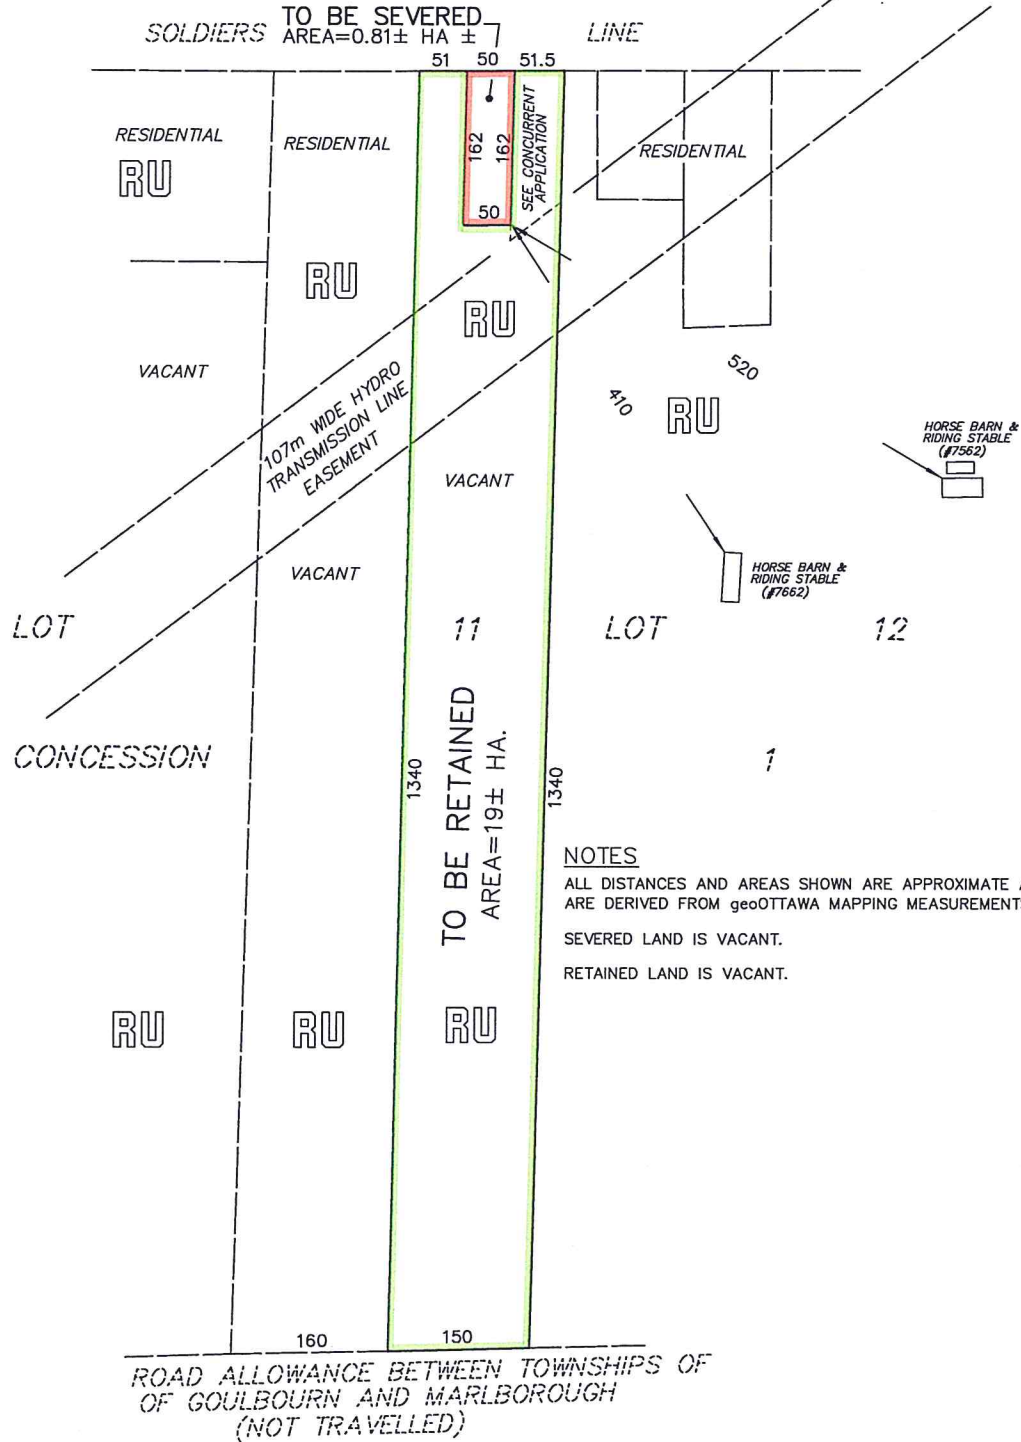 TO BE SEVERED
AREA=0.81± HA ±
SOLDIERS
LINE
51
50
51.5
RESIDENTIAL
RU
RESIDENTIAL
162
162
SEE CONCURRENT
APPLICATION
RESIDENTIAL
50
RU
RU
VACANT
107m WIDE HYDRO
TRANSMISSION LINE
EASEMENT
520
410
RU
HORSE BARN &
RIDING STABLE
(#7562)
VACANT
VACANT
HORSE BARN &
RIDING STABLE
(#7662)
LOT
11
LOT
12
CONCESSION
1
TO BE RETAINED
AREA=19± HA.
1340
1340
NOTES
ALL DISTANCES AND AREAS SHOWN ARE APPROXIMATE
ARE DERIVED FROM geoOTTAWA MAPPING MEASUREMENT
SEVERED LAND IS VACANT.
RETAINED LAND IS VACANT.
RU
RU
RU
160
150
ROAD ALLOWANCE BETWEEN TOWNSHIPS OF
OF GOULBOURN AND MARLBOROUGH
(NOT TRAVELLED)